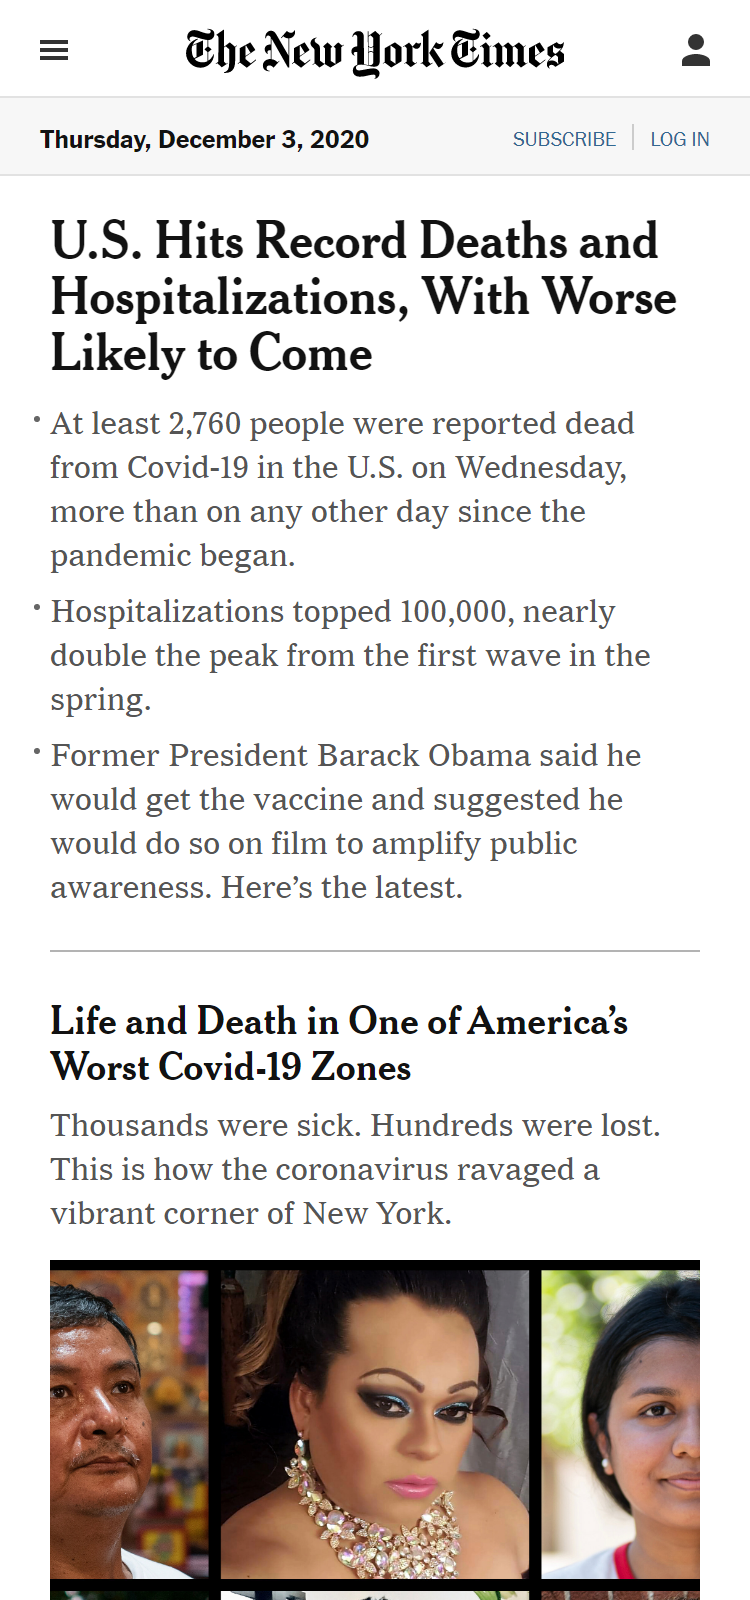 The New York Times
Thursday, December 3, 2020
SUBSCRIBE
LOG IN
U.S. Hits Record Deaths and
Hospitalizations, With Worse
Likely to Come
• At least 2,760 people were reported dead
from Covid-19 in the U.S. on Wednesday,
more than on any other day since the
pandemic began.
• Hospitalizations topped 100,000, nearly
double the peak from the first wave in the
spring.
• Former President Barack Obama said he
would get the vaccine and suggested he
would do so on film to amplify public
awareness. Here’s the latest.
Life and Death in One of America’s
Worst Covid-19 Zones
Thousands were sick. Hundreds were lost.
This is how the coronavirus ravaged a
vibrant corner of New York.